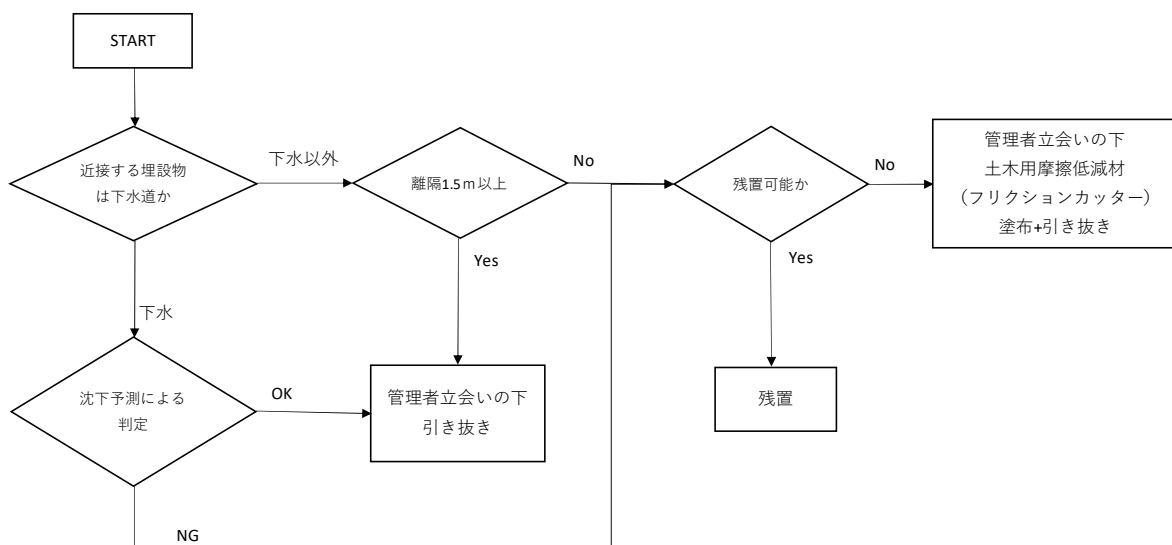 START
近接する埋設物
は下水道か
下水以外
離隔1.5ｍ以上
No
残置可能か
No
管理者立会いの下
土木用摩擦低減材
（フリクションカッター）
塗布+引き抜き
Yes
Yes
下水
沈下予測による
判定
OK
管理者立会いの下
引き抜き
残置
NG